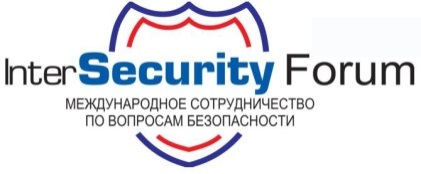 InterSecurity Forum
МЕЖДУНАРОДНОЕ СОТРУДНИЧЕСТВО
ПО ВОПРОСАМ БЕЗОПАСНОСТИ